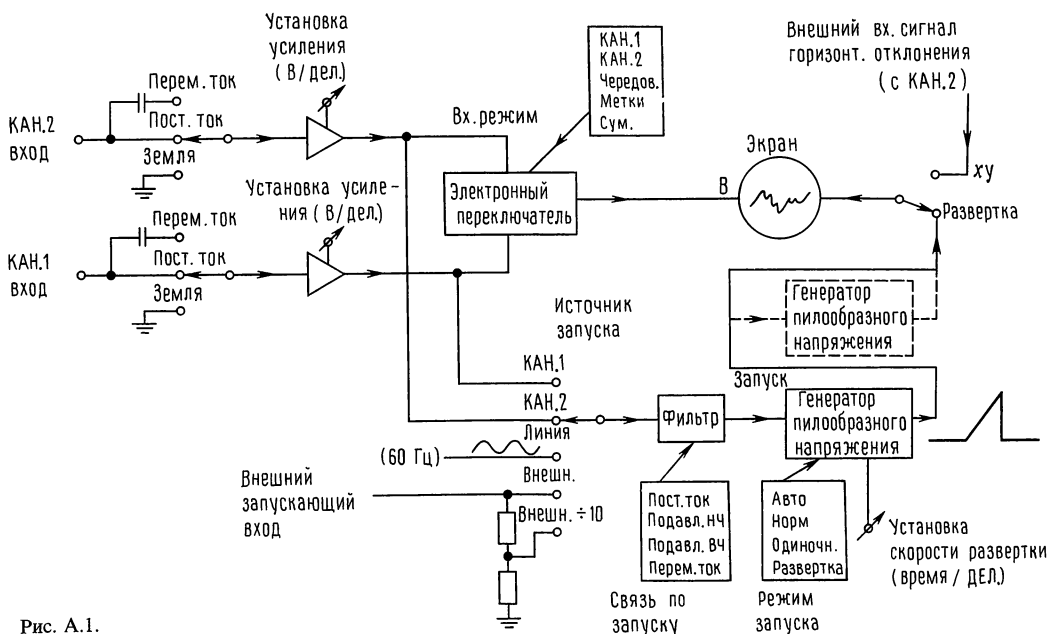 Установка
усиления
(В/дел.)
КАН.1
КАН.2
Чередов.
Метки
Сум.
Внешний вх. сигнал
горизонт. отклонения
(с КАН.2)
Перем. ток
КАН.2
вход
Пост. ток
Земля
Вх. режим
Экран
xy
В
Развертка
Электронный
переключатель
Установка усиле-
ния (В/дел.)
Перем. ток
КАН.1
вход
Пост. ток
Земля
Источник
запуска
Генератор
пилообразного
напряжения
КАН.1
КАН.2
Линия
(60 Гц)
Внешн.
Внешн. ÷10
Внешний
запускающий
вход
Запуск
Фильтр
Генератор
пилообразного
напряжения
Пост. ток
Подавл. НЧ
Подавл. ВЧ
Перем. ток
Связь по
запуску
Авто
Норм
Одиночн.
Развертка
Режим
запуска
Установка
скорости развертки
(время / ДЕЛ.)
Рис. А.1.